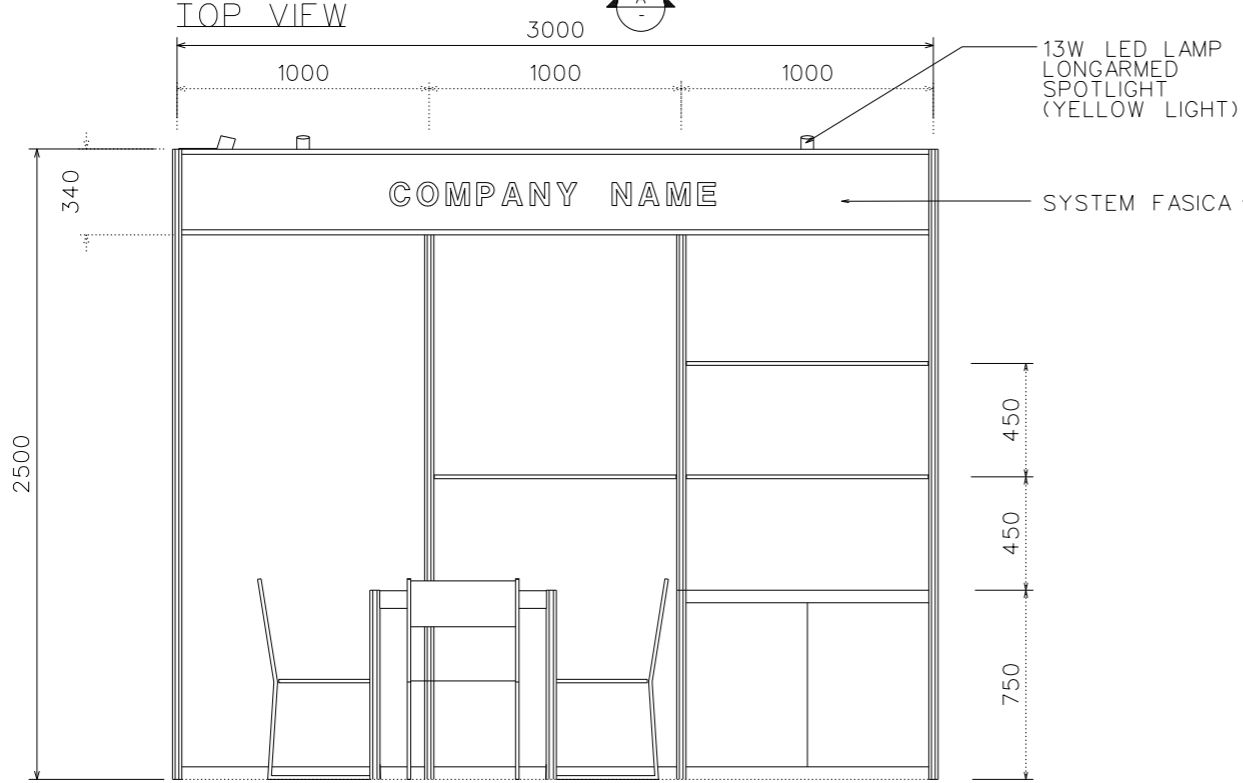 TOP VIEW
A
-
3000
1000
1000
1000
13W LED LAMP
LONGARMED
SPOTLIGHT
(YELLOW LIGHT)
340
COMPANY NAME
SYSTEM FASICA
2500
450
450
750